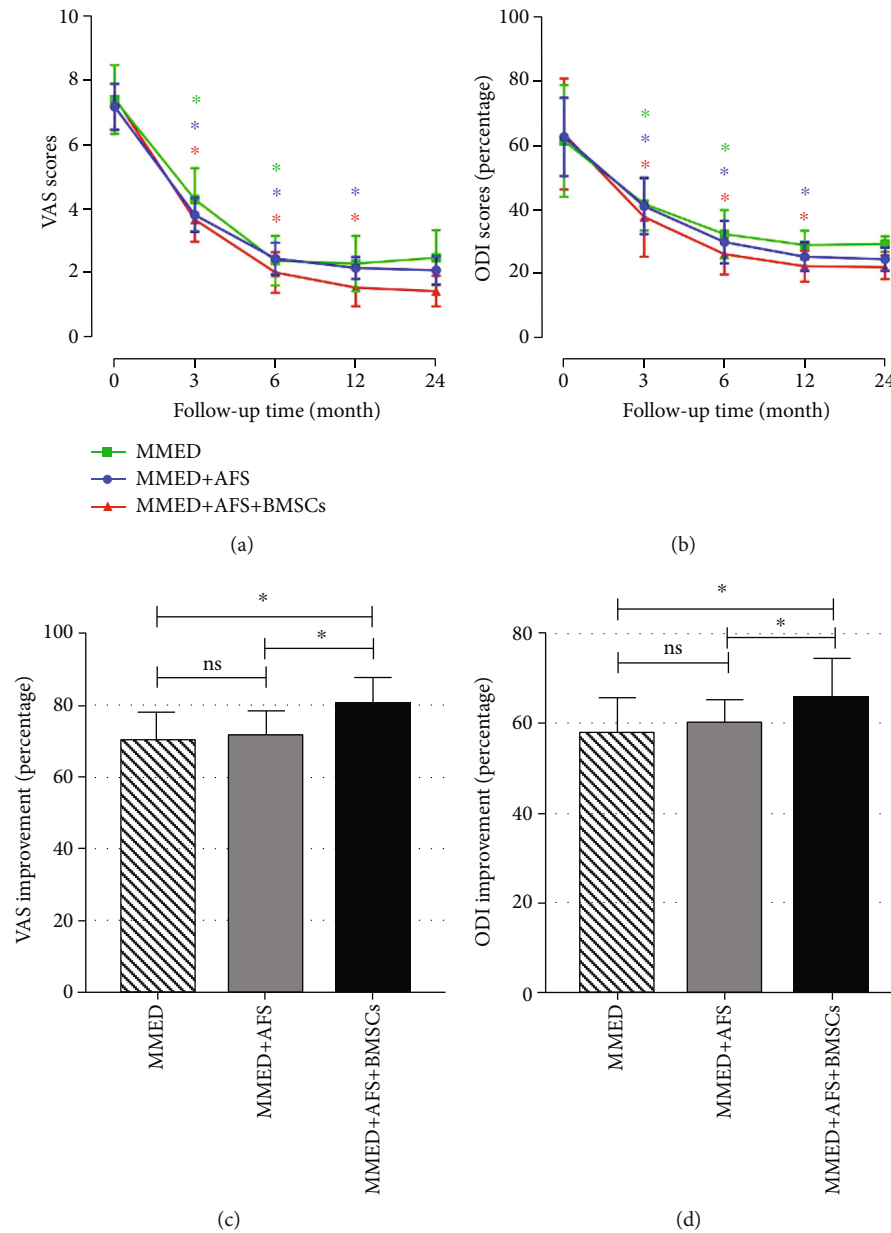 10
8
6
4
2
0
VAS scores
* * *
* * *
* *
0 3 6 12 24
Follow-up time (month)
100
80
60
40
20
0
ODI scores (percentage)
* * *
* * *
* *
0 3 6 12 24
Follow-up time (month)
MMED
MMED+AFS
MMED+AFS+BMSCs
(a)
(b)
100
80
60
40
20
0
VAS improvement (percentage)
*
*
ns
MMED
MMED+AFS
MMED+AFS+BMSCs
(c)
80
60
40
20
0
ODI improvement (percentage)
*
*
ns
MMED
MMED+AFS
MMED+AFS+BMSCs
(d)